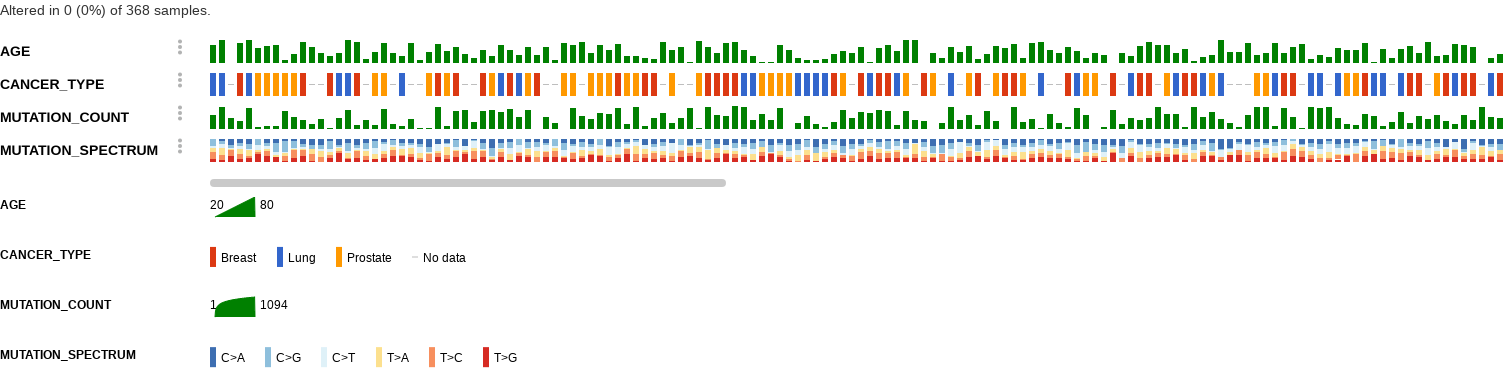 Altered in 0 (0%) of 368 samples.
AGE
CANCER_TYPE
MUTATION_COUNT
MUTATION_SPECTRUM
AGE 20 80
CANCER_TYPE Breast Lung Prostate No data
MUTATION_COUNT 1 1094
MUTATION_SPECTRUM C>A C>G C>T T>A T>C T>G